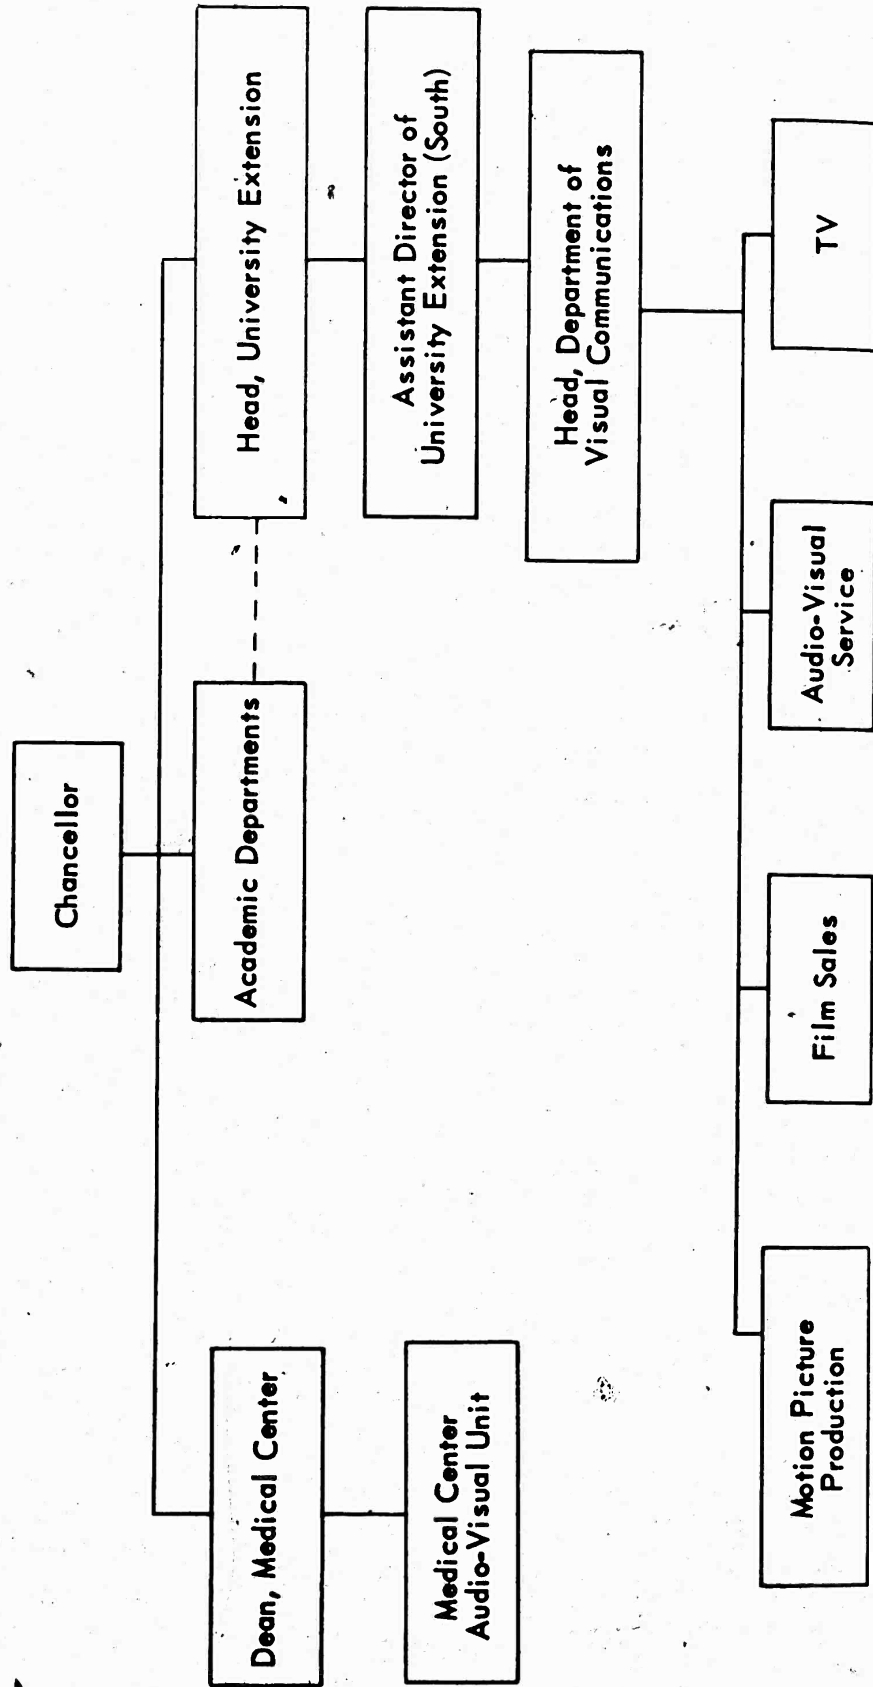 Chancellor
Dean, Medical Center
Academic Departments
Head, University Extension
Medical Center
Audio-Visual Unit
Assistant Director of
University Extension (South)
Head, Department of
Visual Communications
Motion Picture
Production
Film Sales
Audio-Visual
Service
TV